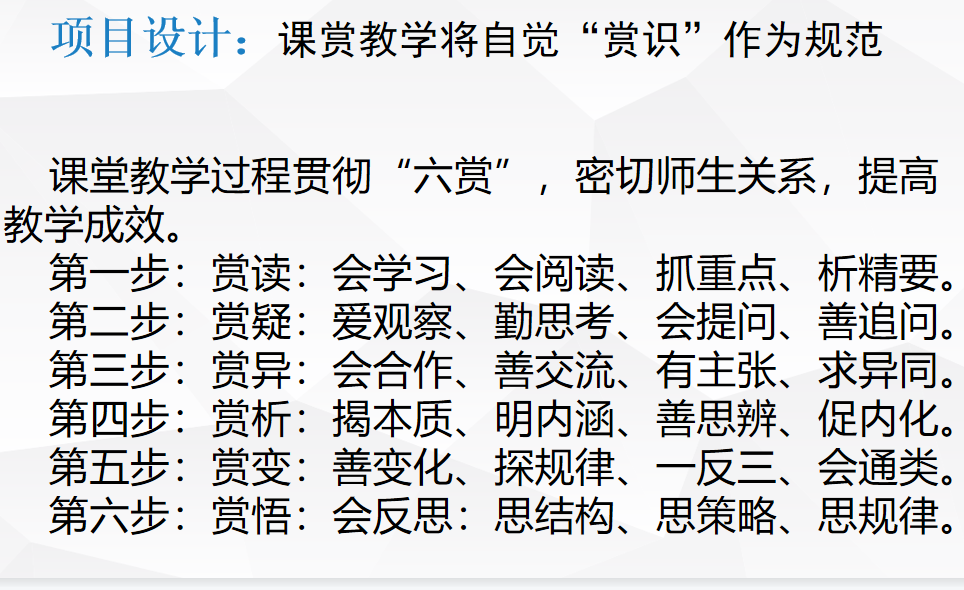 项目设计：课赏教学将自觉“赏识”作为规范
课堂教学过程贯彻“六赏”，密切师生关系，提高
教学成效。
第一步：赏读：会学习、会阅读、抓重点、析精要。
第二步：赏疑：爱观察、勤思考、会提问、善追问。
第三步：赏异：会合作、善交流、有主张、求异同。
第四步：赏析：揭本质、明内涵、善思辨、促内化。
第五步：赏变：善变化、探规律、一反三、会通类。
第六步：赏悟：会反思：思结构、思策略、思规律。